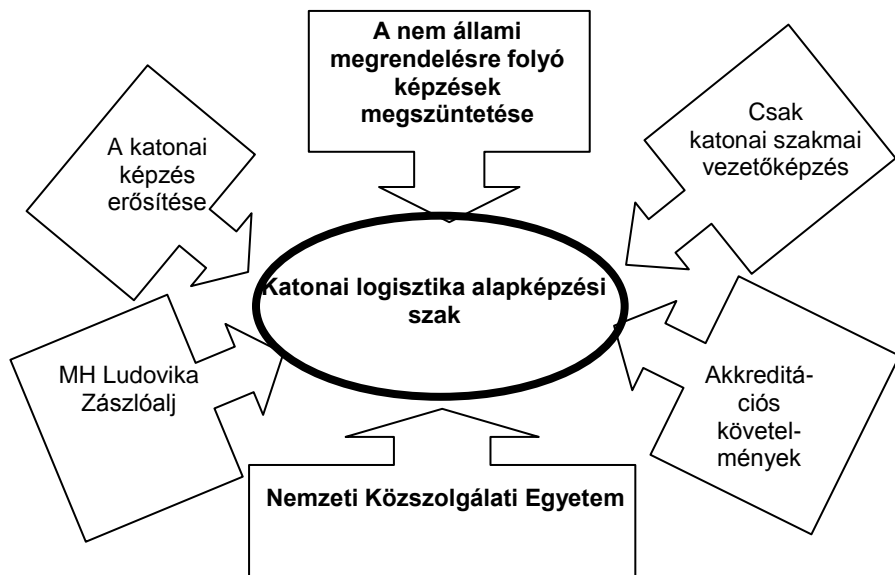 A nem állami
megrendelésre folyó
képzések
megszüntetése
A katonai
képzés
erősítése
Csak
katonai szakmai
vezetőképzés
Katonai logisztika alapképzési
szak
MH Ludovika
Zászlóalj
Akkreditá-
ciós
követel-
mények
Nemzeti Közszolgálati Egyetem